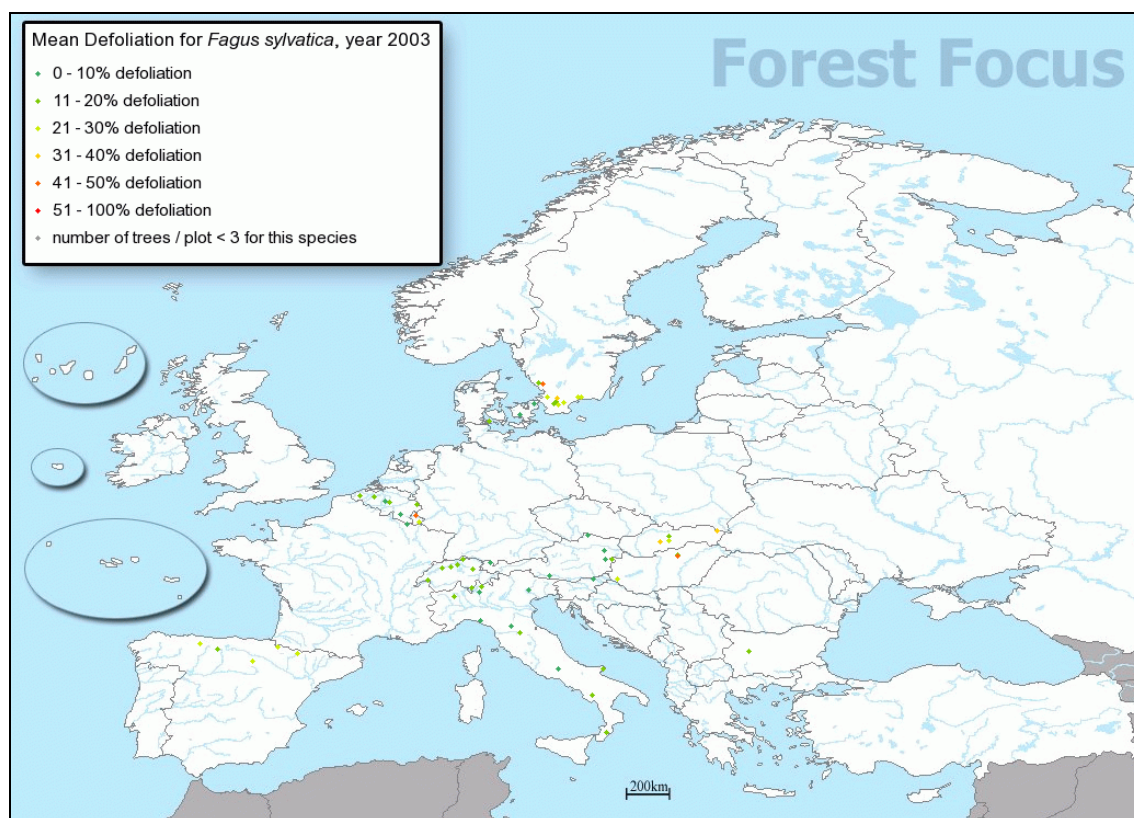 Mean Defoliation for Fagus sylvatica, year 2003
0 - 10% defoliation
11 - 20% defoliation
21 - 30% defoliation
31 - 40% defoliation
41 - 50% defoliation
51 - 100% defoliation
number of trees / plot < 3 for this species
Forest Focus
200km